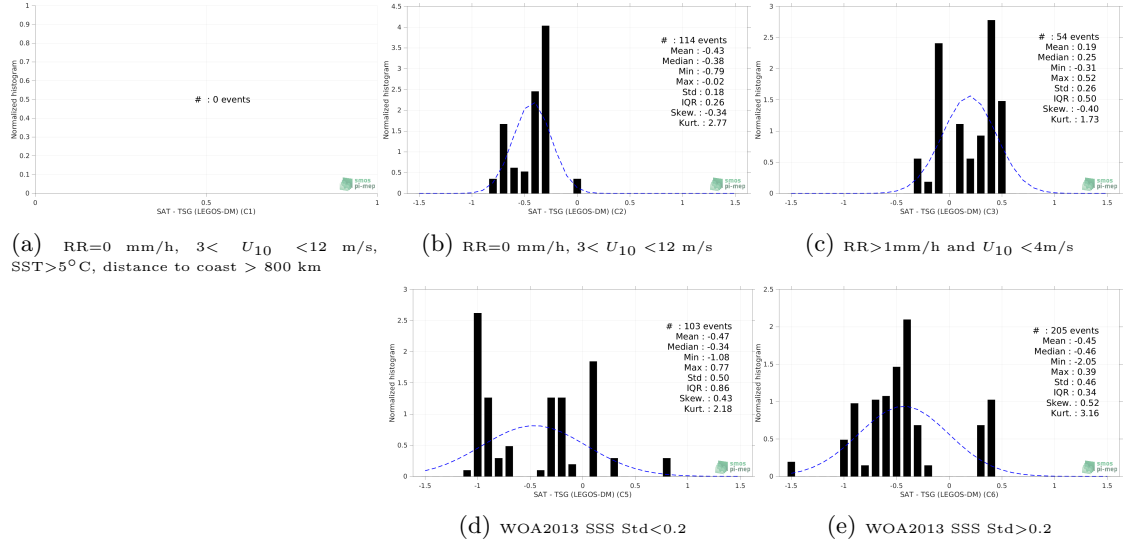 1
0.9
0.8
0.7
0.6
0.5
0.4
0.3
0.2
0.1
0
Normalized histogram
# : 0 events
smos
pi-mep
0 0.5 1
SAT - TSG (LEGOS-DM) (C1)
(a) RR=0 mm/h, 3< U10 <12 m/s,
SST>5°C, distance to coast > 800 km
4.5
4
3.5
3
2.5
2
1.5
1
0.5
0
Normalized histogram
# : 114 events
Mean : -0.43
Median : -0.38
Min : -0.79
Max : -0.02
Std : 0.18
IQR : 0.26
Skew. : -0.34
Kurt. : 2.77
smos
pi-mep
-1.5 -1 -0.5 0 0.5 1 1.5
SAT - TSG (LEGOS-DM) (C2)
(b) RR=0 mm/h, 3< U10 <12 m/s
3
2.5
2
1.5
1
0.5
0
Normalized histogram
# : 54 events
Mean : 0.19
Median : 0.25
Min : -0.31
Max : 0.52
Std : 0.26
IQR : 0.50
Skew. : -0.40
Kurt. : 1.73
smos
pi-mep
-1.5 -1 -0.5 0 0.5 1 1.5
SAT - TSG (LEGOS-DM) (C3)
(c) RR>1mm/h and U10 <4m/s
3
2.5
2
1.5
1
0.5
0
Normalized histogram
# : 103 events
Mean : -0.47
Median : -0.34
Min : -1.08
Max : 0.77
Std : 0.50
IQR : 0.86
Skew. : 0.43
Kurt. : 2.18
smos
pi-mep
-1.5 -1 -0.5 0 0.5 1 1.5
SAT - TSG (LEGOS-DM) (C5)
(d) WOA2013 SSS Std<0.2
2.5
2
1.5
1
0.5
0
Normalized histogram
# : 205 events
Mean : -0.45
Median : -0.46
Min : -2.05
Max : 0.39
Std : 0.46
IQR : 0.34
Skew. : 0.52
Kurt. : 3.16
smos
pi-mep
-1.5 -1 -0.5 0 0.5 1 1.5
SAT - TSG (LEGOS-DM) (C6)
(e) WOA2013 SSS Std>0.2